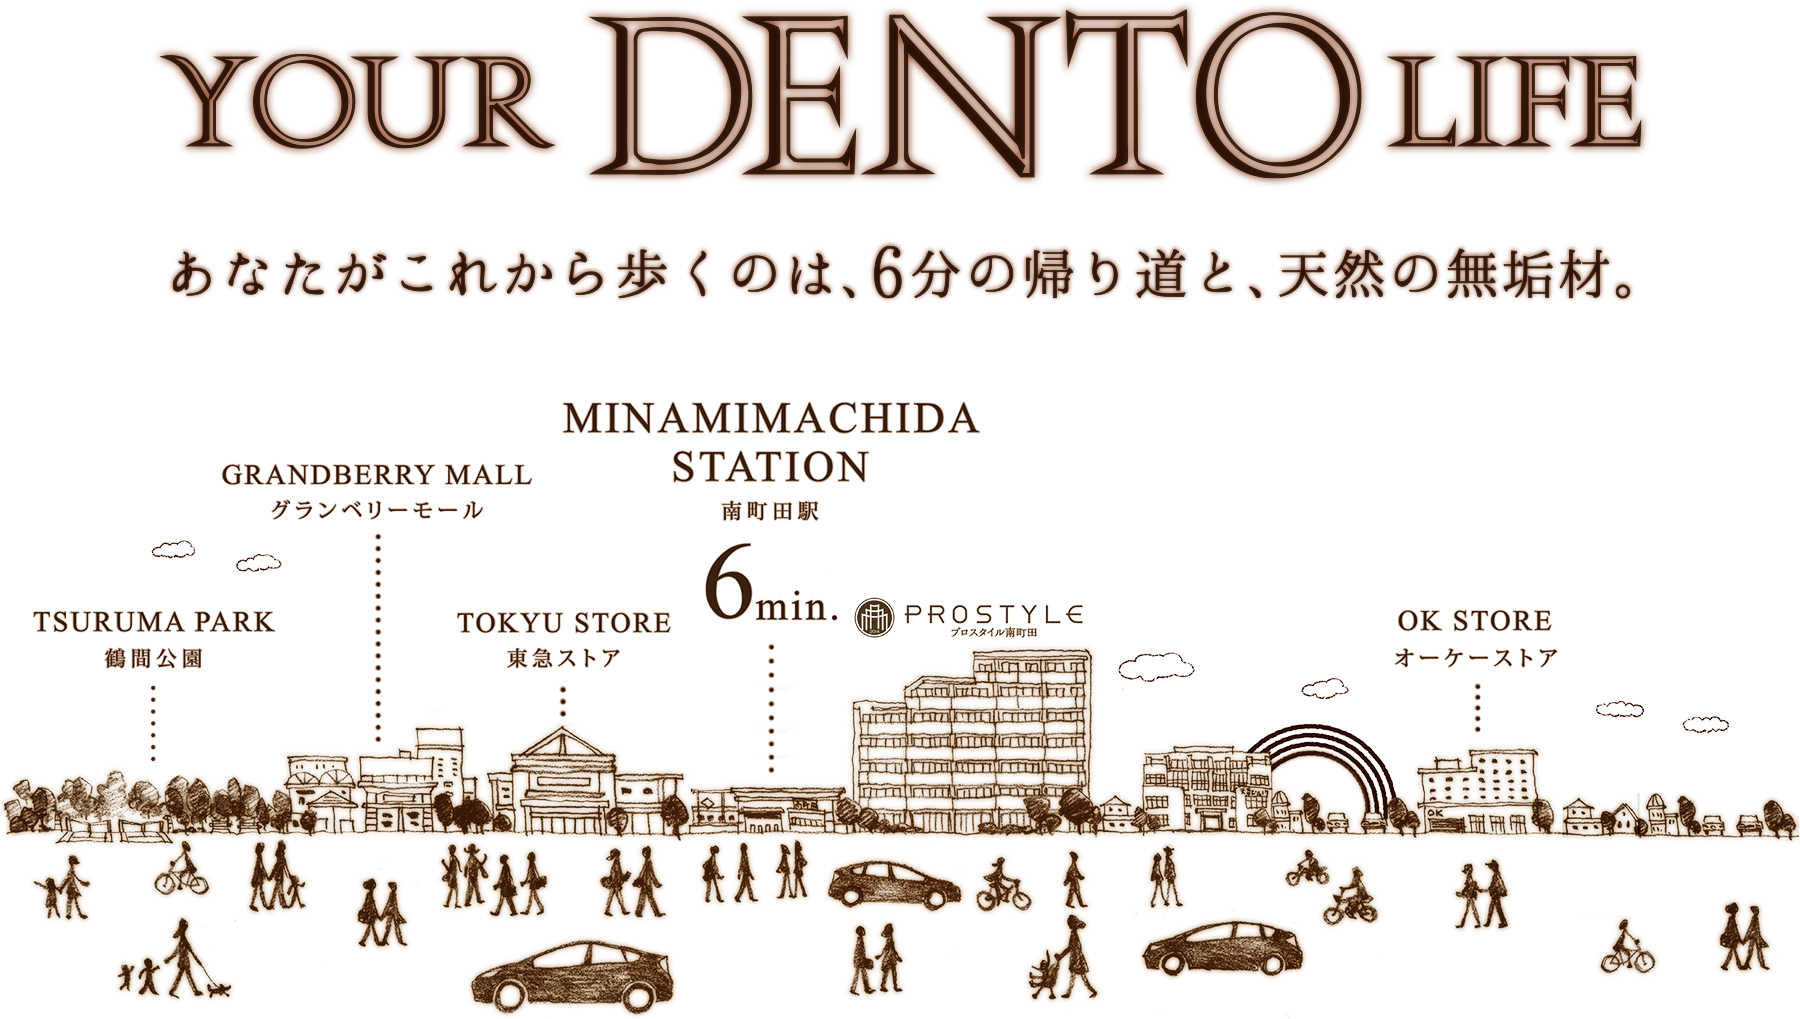 YOUR DENTO LIFE
あなたがこれから歩くのは、6分の帰り道と、天然の無垢材。
MINAMIMACHIDA
STATION
南町田駅
6min.
GRANDBERRY MALL
グランベリーモール
TSURUMA PARK
鶴間公園
TOKYU STORE
東急ストア
PROSTYLE
プロスタイル南町田
OK STORE
オーケーストア
OK